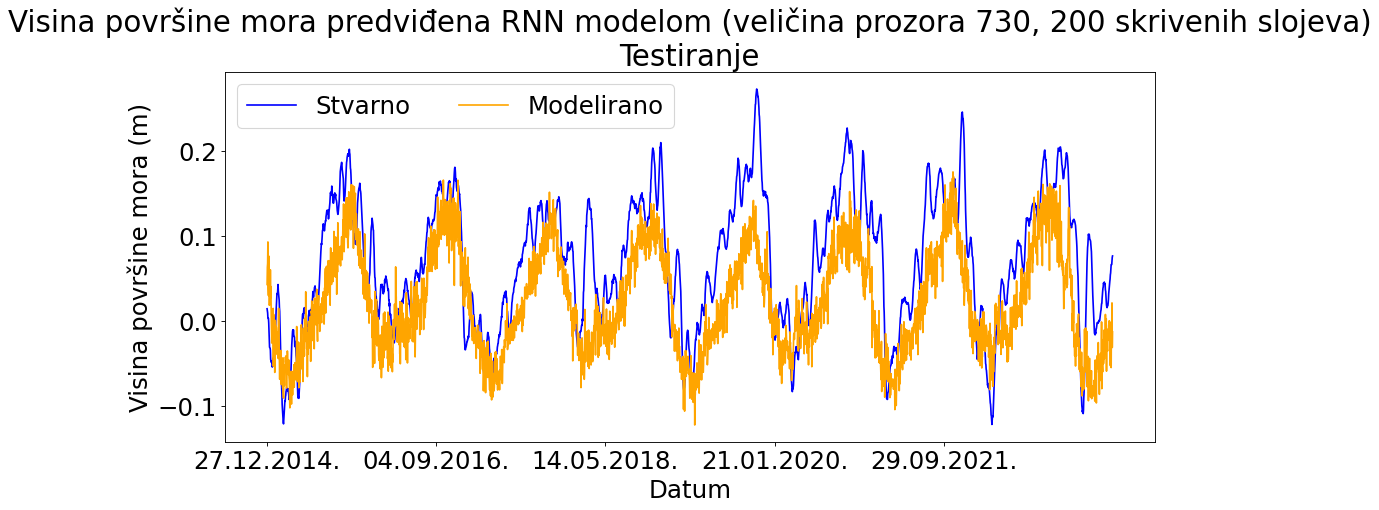 Visina površine mora predviđena RNN modelom (veličina prozora 730, 200 skrivenih slojeva)
Testiranje
Stvarno Modelirano
Visina površine mora (m)
0.2
0.1
0.0
−0.1
27.12.2014. 04.09.2016. 14.05.2018. 21.01.2020. 29.09.2021.
Datum